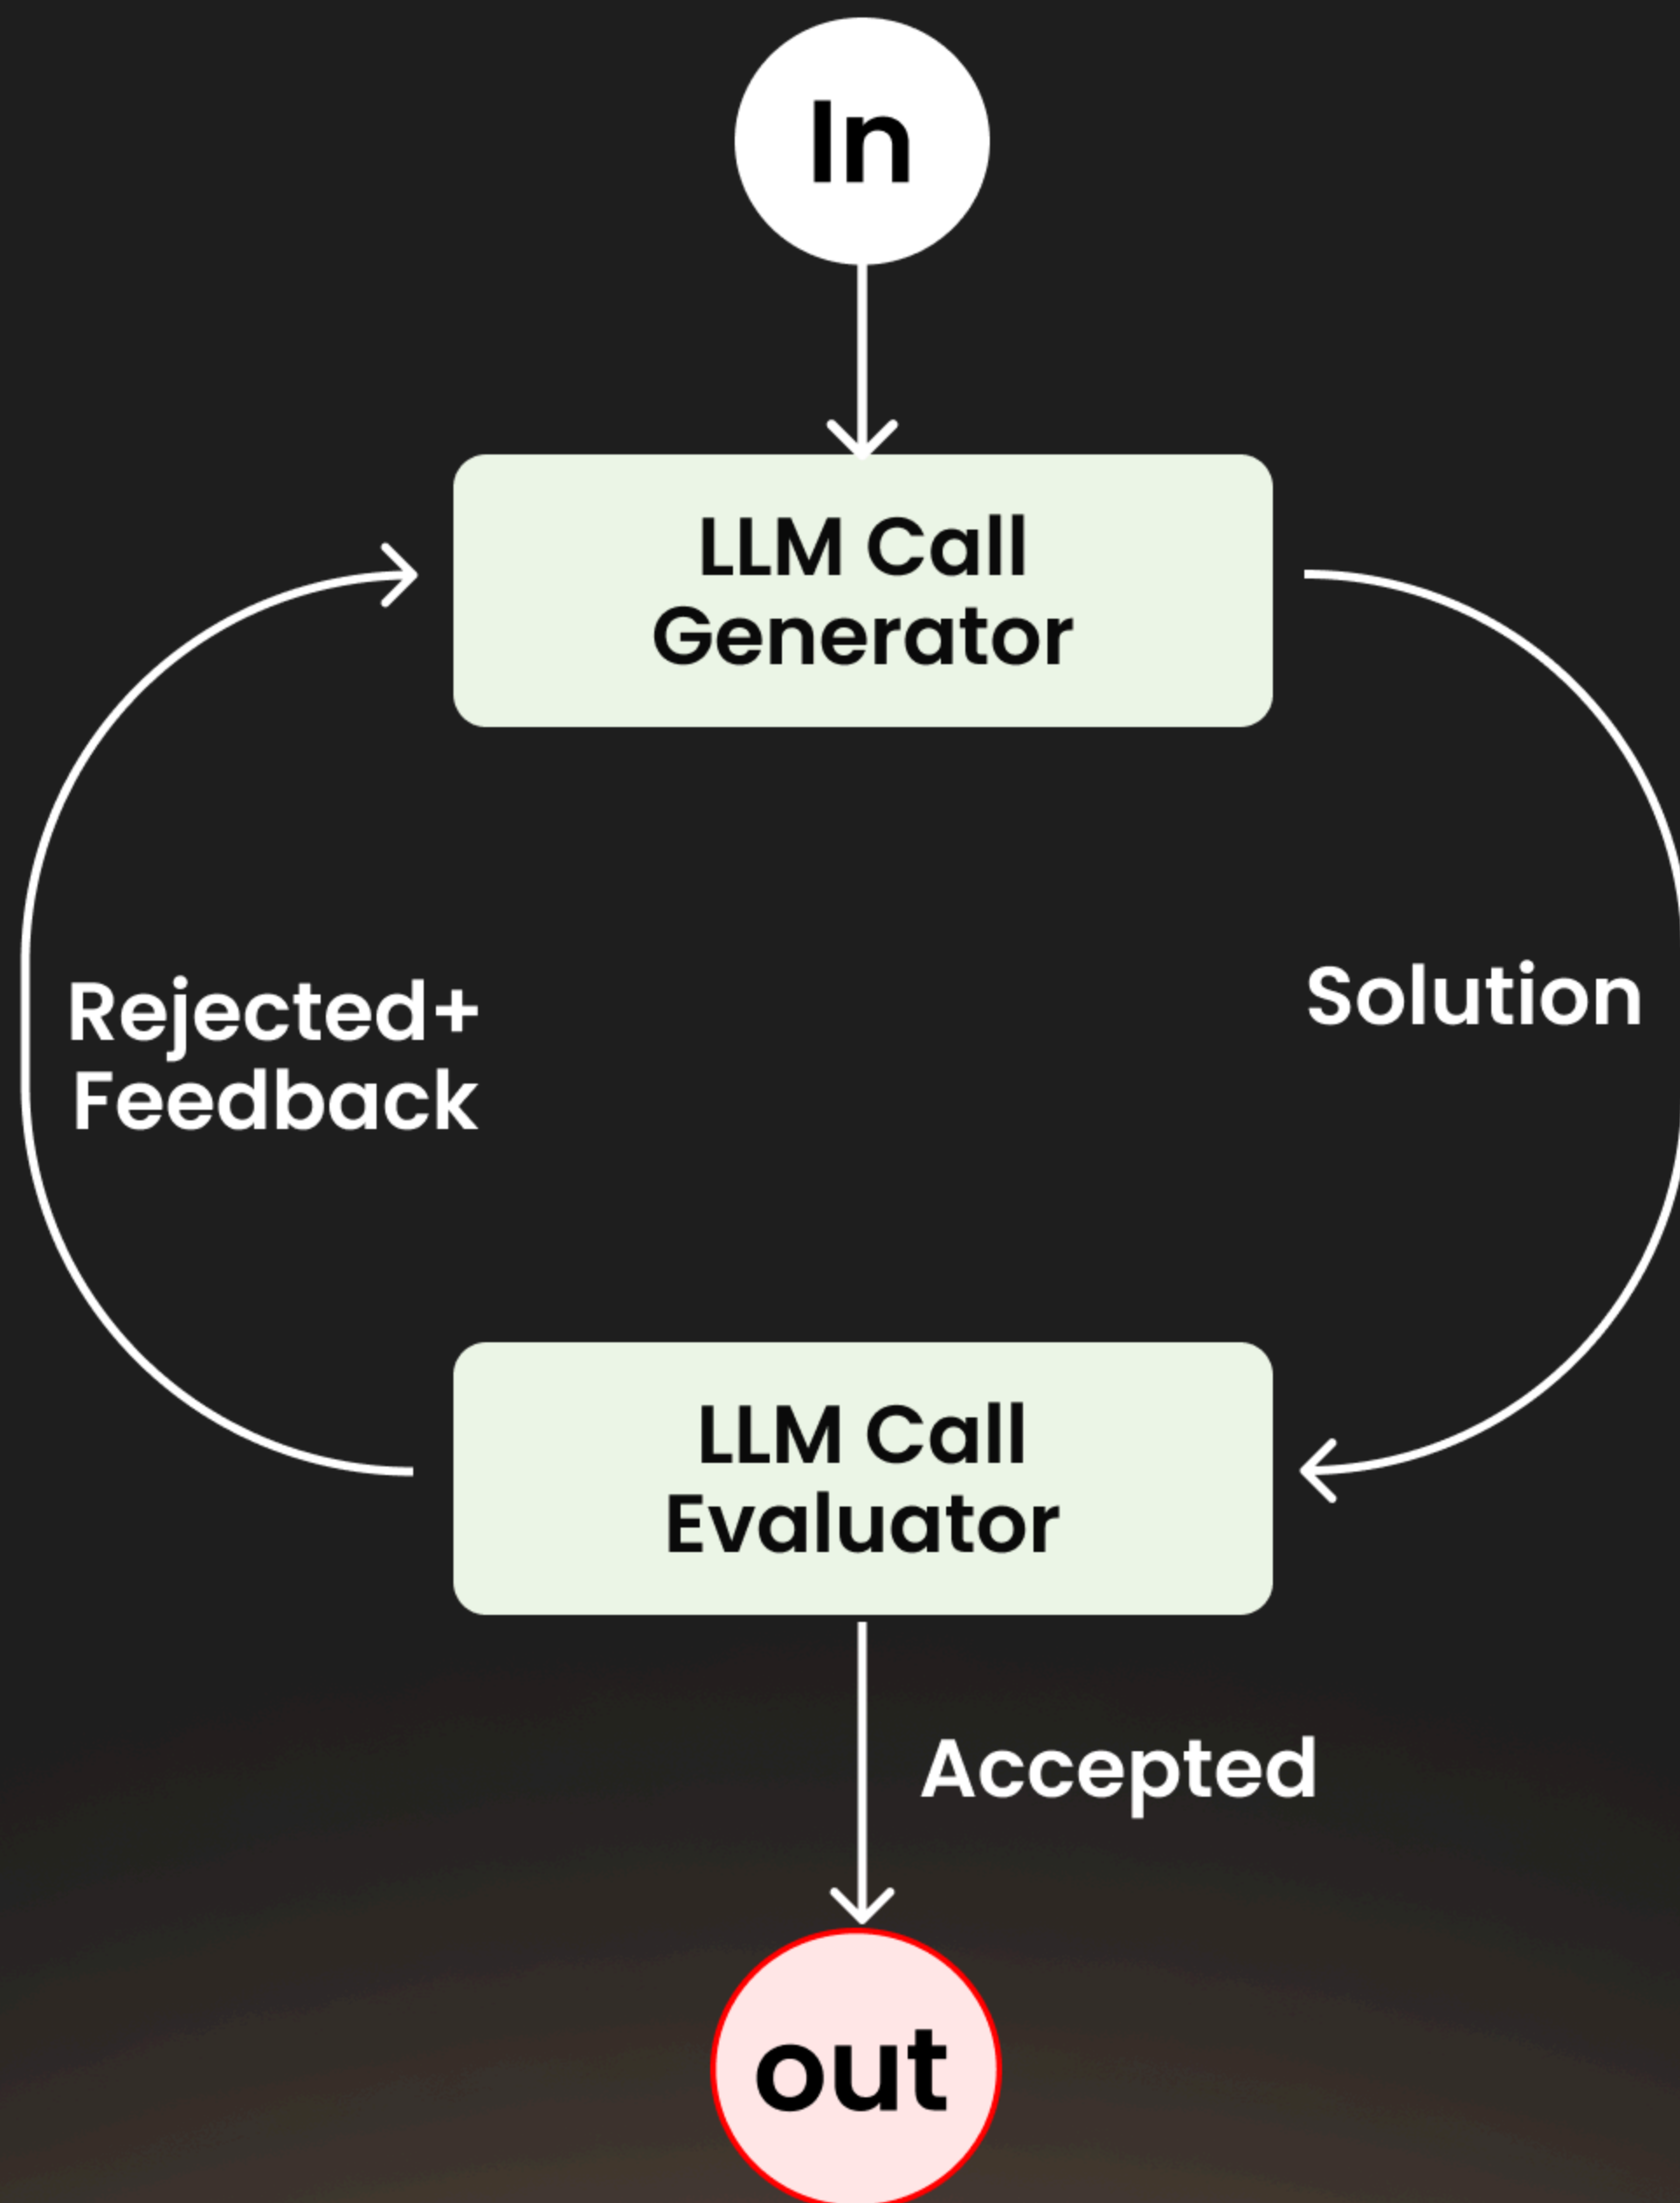 In
LLM Call
Generator
Rejected+
Feedback
Solution
LLM Call
Evaluator
Accepted
out